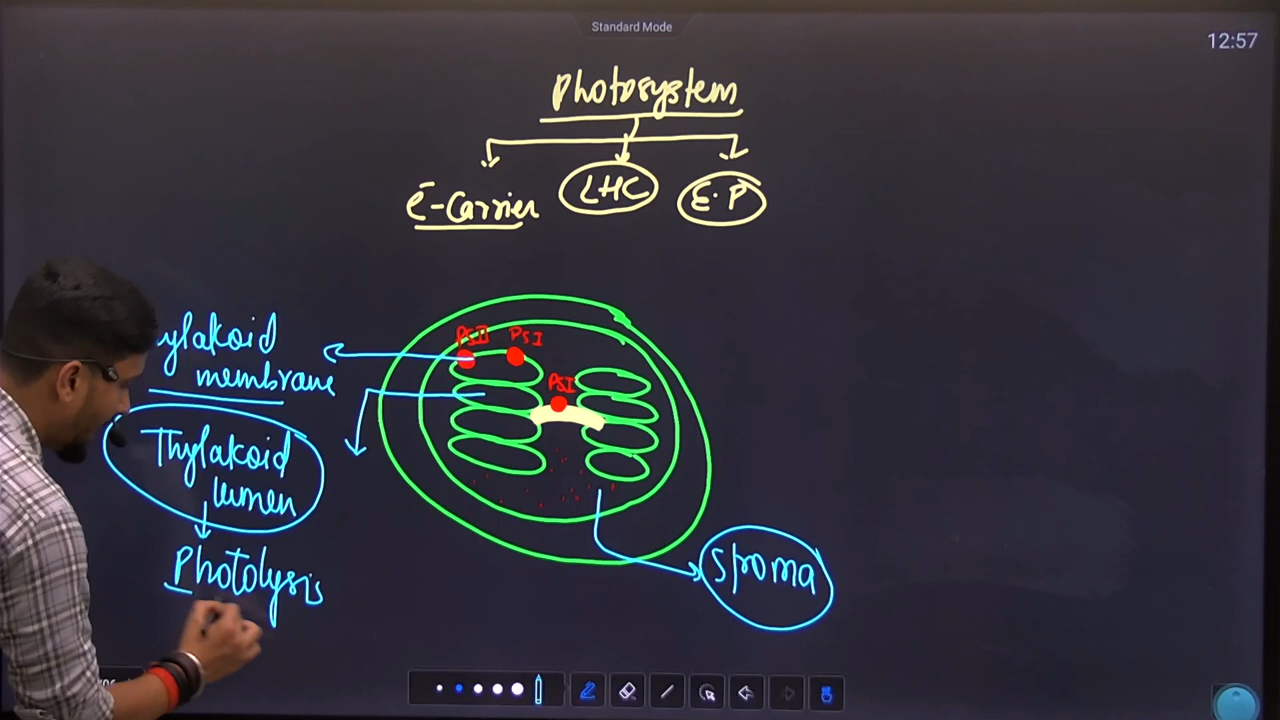 Standard Mode
12:57
Photosystem
e-Carrier
LHC
E.P
PSII
PSI
PSI
ylakoid
membrane
Thylakoid
lumen
Photolysis
Stroma